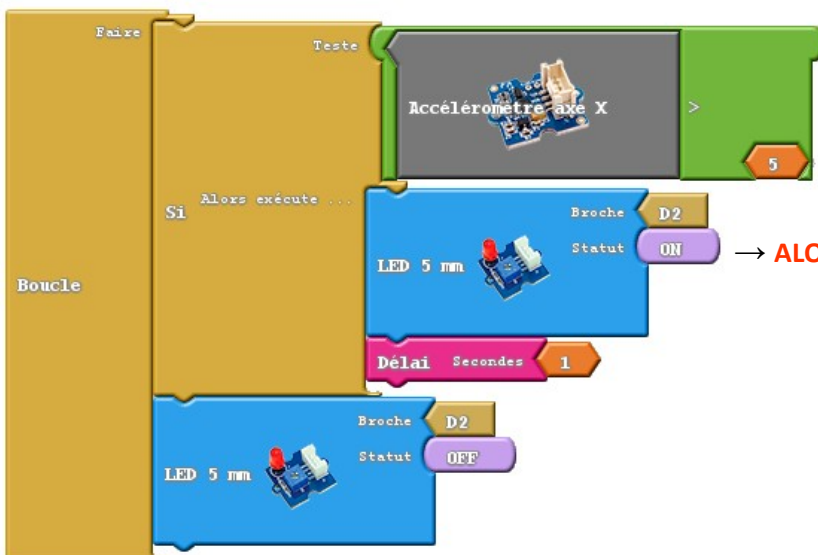 Faire
Teste
Accéléromètre axe X >
5
Si
Alors exécute ...
Broche D2
Statut ON
→ ALO
LED 5 mm
Boucle
Délai Secondes 1
Broche D2
Statut OFF
LED 5 mm